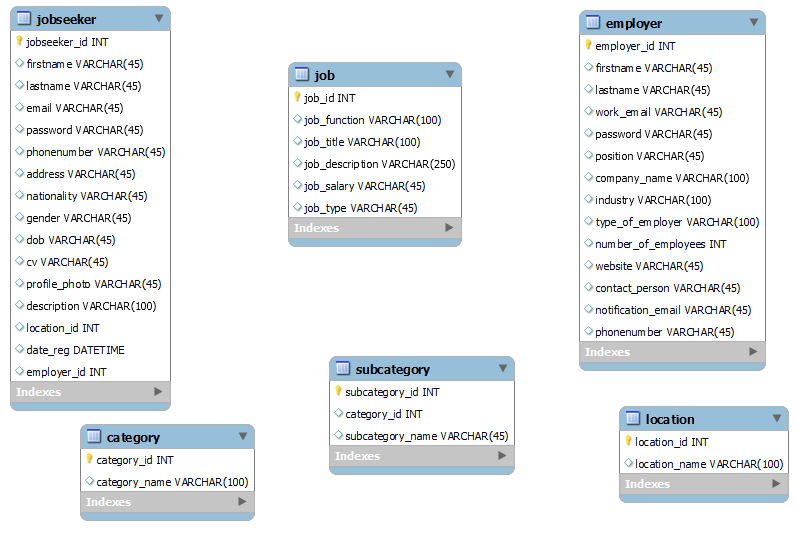 jobseeker
jobseeker_id INT
firstname VARCHAR(45)
lastname VARCHAR(45)
email VARCHAR(45)
password VARCHAR(45)
phonenumber VARCHAR(45)
address VARCHAR(45)
nationality VARCHAR(45)
gender VARCHAR(45)
dob VARCHAR(45)
cv VARCHAR(45)
profile_photo VARCHAR(45)
description VARCHAR(100)
location_id INT
date_reg DATETIME
employer_id INT
Indexes
job
job_id INT
job_function VARCHAR(100)
job_title VARCHAR(100)
job_description VARCHAR(250)
job_salary VARCHAR(45)
job_type VARCHAR(45)
Indexes
employer
employer_id INT
firstname VARCHAR(45)
lastname VARCHAR(45)
work_email VARCHAR(45)
password VARCHAR(45)
position VARCHAR(45)
company_name VARCHAR(100)
industry VARCHAR(100)
type_of_employer VARCHAR(100)
number_of_employees INT
website VARCHAR(45)
contact_person VARCHAR(45)
notification_email VARCHAR(45)
phonenumber VARCHAR(45)
Indexes
category
category_id INT
category_name VARCHAR(100)
Indexes
subcategory
subcategory_id INT
category_id INT
subcategory_name VARCHAR(45)
Indexes
location
location_id INT
location_name VARCHAR(100)
Indexes